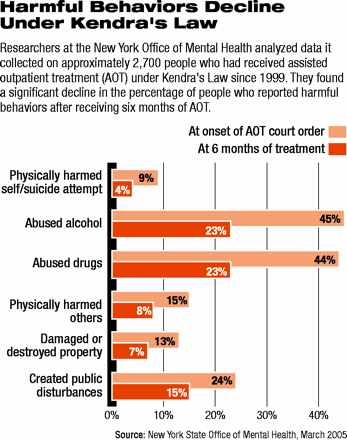 Harmful Behaviors Decline
Under Kendra's Law
Researchers at the New York Office of Mental Health analyzed data it
collected on approximately 2,700 people who had received assisted
outpatient treatment (AOT) under Kendra's Law since 1999. They found
a significant decline in the percentage of people who reported harmful
behaviors after receiving six months of AOT.
At onset of AOT court order
At 6 months of treatment
Physically harmed
self/suicide attempt
9%
4%
Abused alcohol
45%
23%
Abused drugs
44%
23%
Physically harmed
others
15%
8%
Damaged or
destroyed property
13%
7%
Created public
disturbances
24%
15%
0% 10% 20% 30% 40%
Source: New York State Office of Mental Health, March 2005